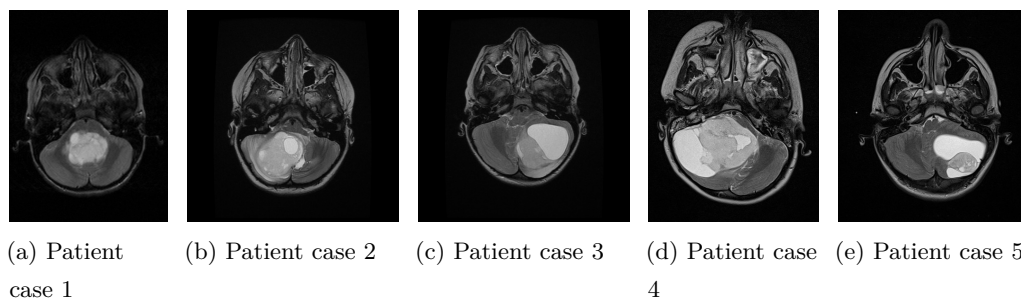 (a) Patient
case 1
(b) Patient case 2
(c) Patient case 3
(d) Patient case
4
(e) Patient case 5